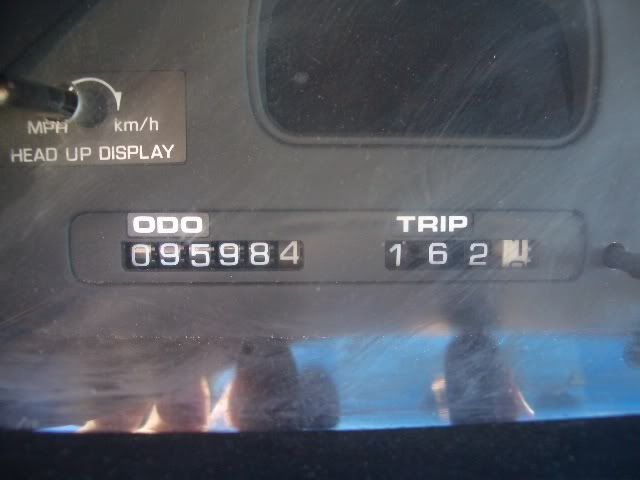 MPH km/h
HEAD UP DISPLAY
ODO TRIP
095984 162